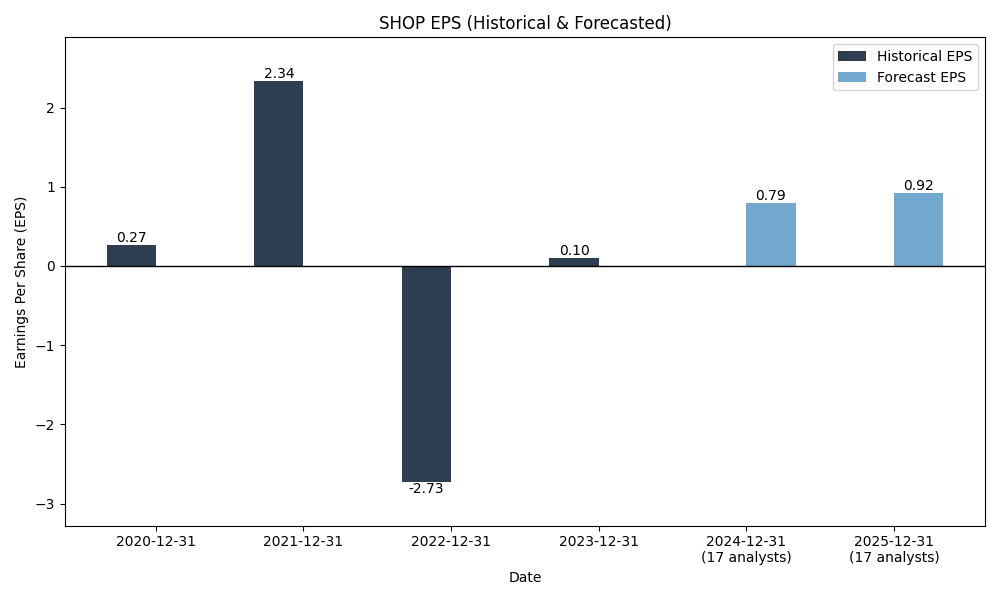 SHOP EPS (Historical & Forecasted)
Historical EPS
Forecast EPS
Earnings Per Share (EPS)
2
1
0
−1
−2
−3
0.27
2.34
-2.73
0.10
0.79
0.92
2020-12-31
2021-12-31
2022-12-31
2023-12-31
2024-12-31
(17 analysts)
2025-12-31
(17 analysts)
Date